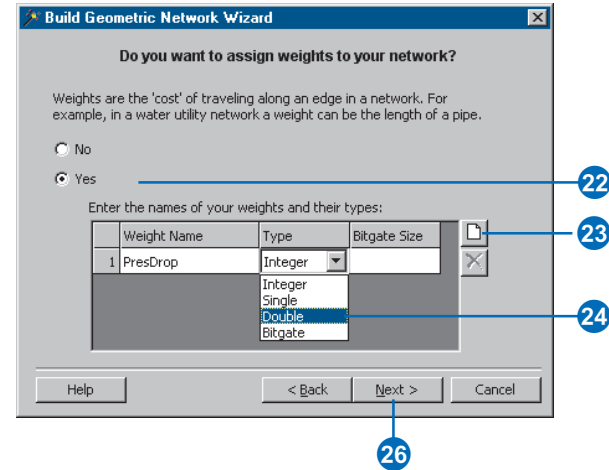 Build Geometric Network Wizard
Do you want to assign weights to your network?
Weights are the 'cost' of traveling along an edge in a network. For
example, in a water utility network a weight can be the length of a pipe.
No
Yes
22
Enter the names of your weights and their types:
Weight Name Type Bitgate Size
23
1 PresDrop Integer
Integer
Single
Double
24
Bitgate
Help < Back Next > Cancel
26